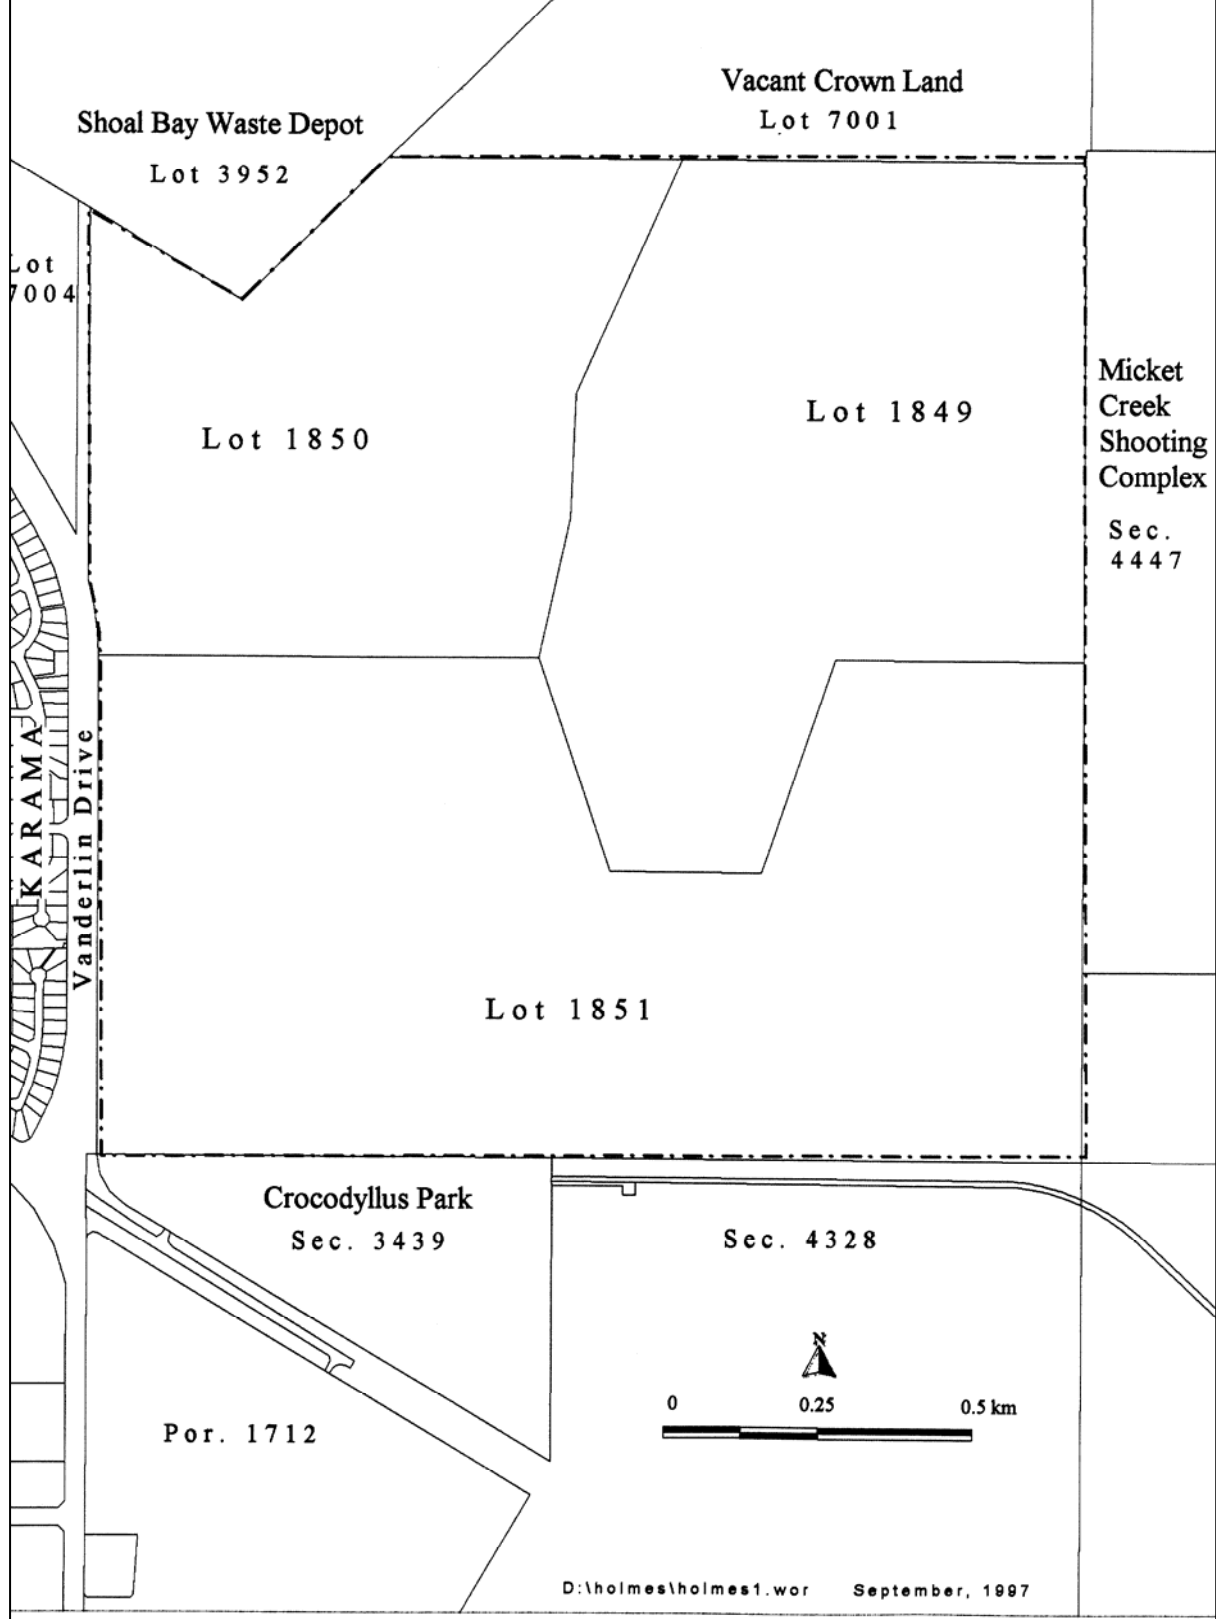 Vacant Crown Land
Lot 7001
Shoal Bay Waste Depot
Lot 3952
Lot
7004
Micket
Creek
Shooting
Complex
Sec.
4447
Lot 1849
Lot 1850
KARAMA
Vanderlin Drive
Lot 1851
Crocodyllus Park
Sec. 3439
Sec. 4328
N
0 0.25 0.5 km
Por. 1712
D:\holmes\holmes1.wor September, 1997